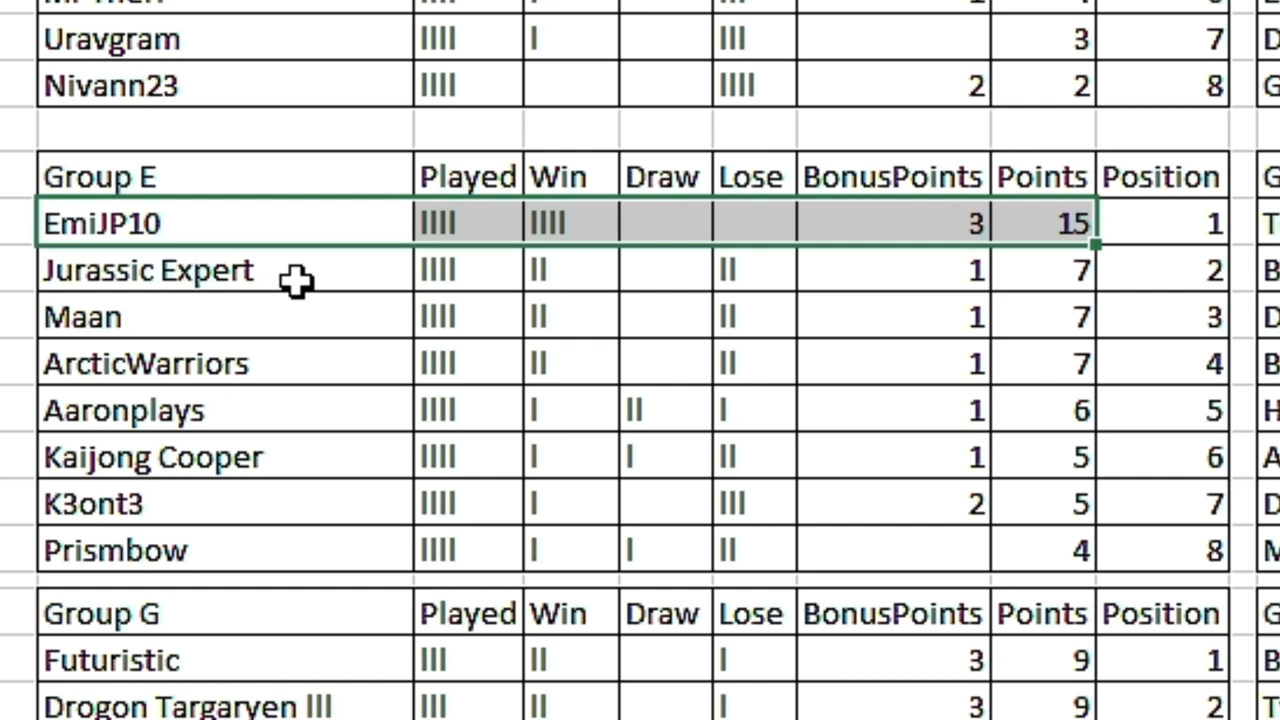 Uravgram IIII I III 3 7 D
Nivann23 IIII IIII 2 2 8 G
Group E Played Win Draw Lose BonusPoints Points Position G
EmiJP10 IIII IIII 3 15 1 T
Jurassic Expert IIII II II 1 7 2 B
Maan IIII II II 1 7 3 D
ArcticWarriors IIII II II 1 7 4 B
Aaronplays IIII I II I 1 6 5 H
Kaijong Cooper IIII I I II 1 5 6 A
K3ont3 IIII I III 2 5 7 D
Prismbow IIII I I II 4 8 M
Group G Played Win Draw Lose BonusPoints Points Position G
Futuristic III II I 3 9 1 B
Drogon Targaryen III III II I 3 9 2 T